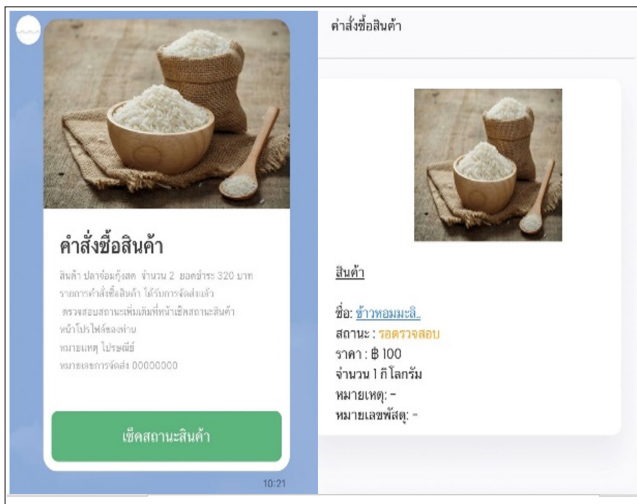 คำสั่งซื้อสินค้า
สินค้า ปลาจ่อมกุ้งสด จำนวน 2 ยอดชำระ 320 บาท
รายการคำสั่งซื้อสินค้า ได้รับการจัดส่งแล้ว
ตรวจสอบสถานะเพิ่มเติมที่หน้าเช็คสถานะสินค้า
หน้าโปรไฟล์ของท่าน
หมายเหตุ ไปรษณีย์
หมายเลขการจัดส่ง 00000000
เช็คสถานะสินค้า
10:21
คำสั่งซื้อสินค้า
สินค้า
ชื่อ: ข้าวหอมมะลิ..
สถานะ : รอตรวจสอบ
ราคา : ฿ 100
จำนวน 1 กิโลกรัม
หมายเหตุ: -
หมายเลขพัสดุ: -